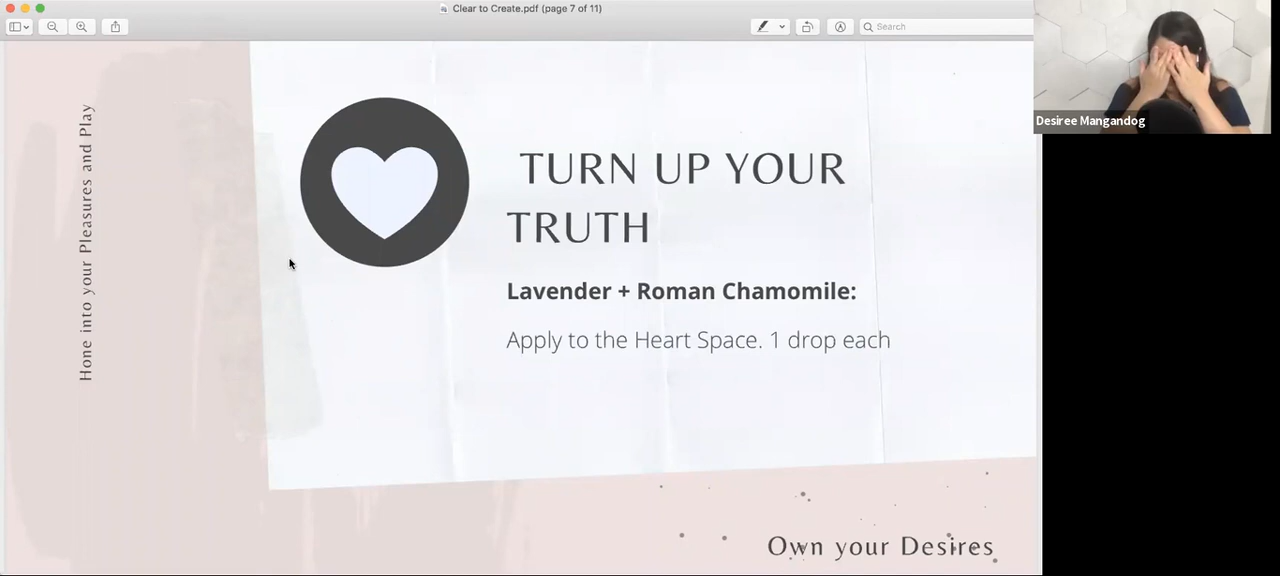 Clear to Create.pdf (page 7 of 11)
Search
Desiree Mangandog
Hone into your Pleasures and Play
TURN UP YOUR
TRUTH
Lavender + Roman Chamomile:
Apply to the Heart Space. 1 drop each
Own your Desires